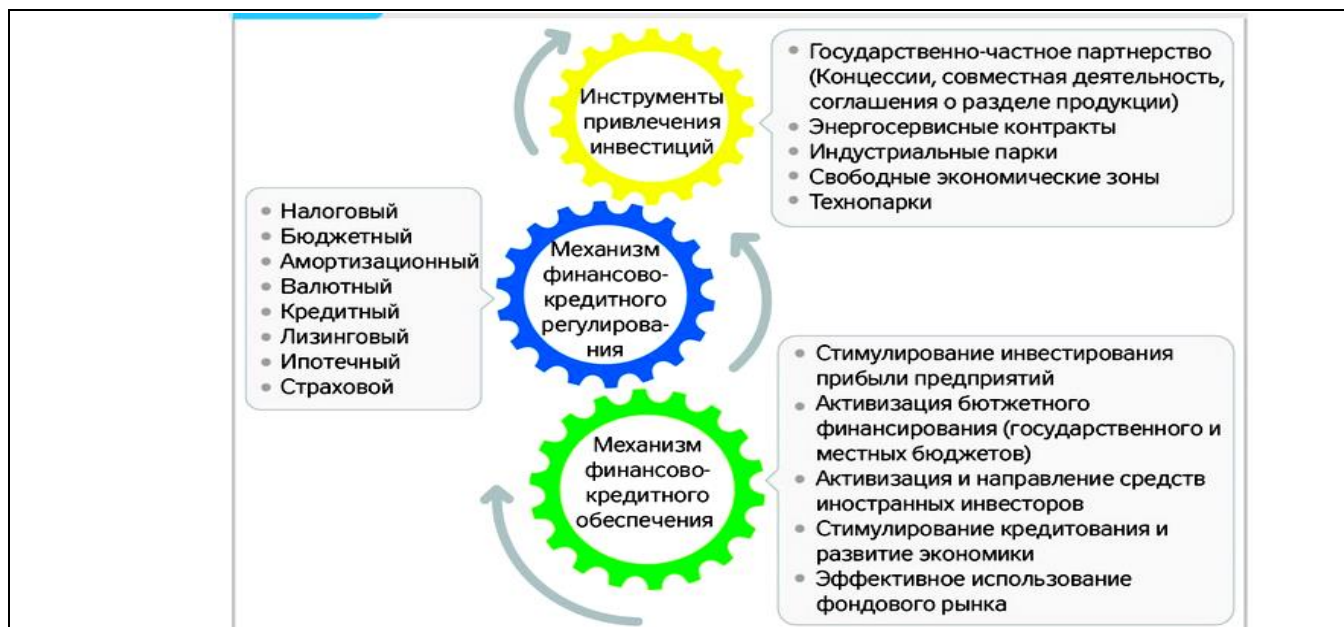 Инструменты
привлечения
инвестиций
Государственно-частное партнерство
(Концессии, совместная деятельность,
соглашения о разделе продукции)
Энергосервисные контракты
Индустриальные парки
Свободные экономические зоны
Технопарки
Налоговый
Бюджетный
Амортизационный
Валютный
Кредитный
Лизинговый
Ипотечный
Страховой
Механизм
финансово-
кредитного
регулирова-
ния
Механизм
финансово-
кредитного
обеспечения
Стимулирование инвестирования
прибыли предприятий
Активизация бютжетного
финансирования (государственного и
местных бюджетов)
Активизация и направление средств
иностранных инвесторов
Стимулирование кредитования и
развитие экономики
Эффективное использование
фондового рынка